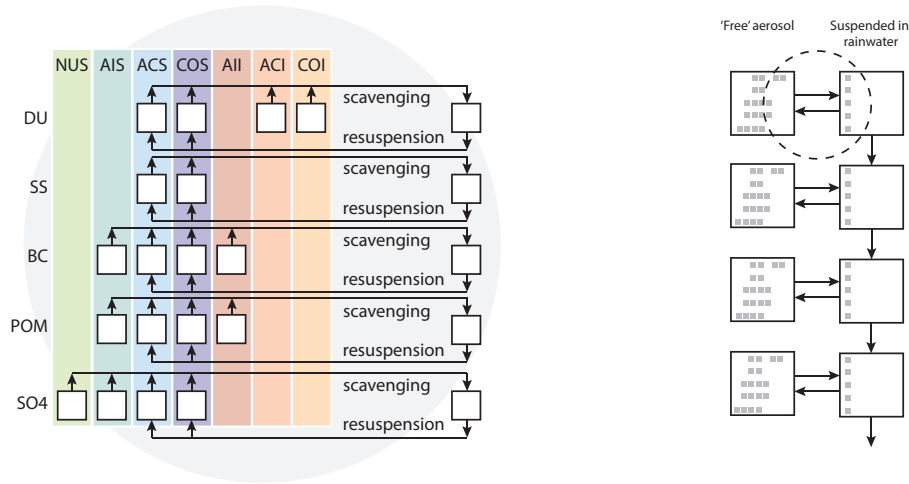 'Free' aerosol
Suspended in
rainwater
NUS AIS ACS COS AII ACI COI
DU
scavenging
resuspension
SS
scavenging
resuspension
BC
scavenging
resuspension
POM
scavenging
resuspension
SO4
scavenging
resuspension